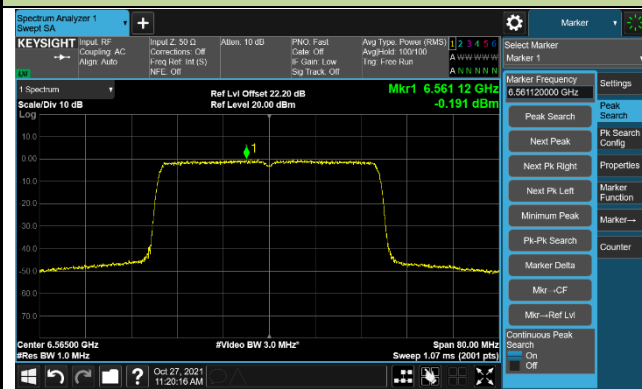 Spectrum Analyzer 1
Swept SA
Marker
KEYSIGHT
Input: RF
Coupling: AC
Align: Auto
Input Z: 50 Ω
Corrections: Off
Freq Ref: Int (S)
NFE: Off
Atten: 10 dB
PNO: Fast
Gate: Off
IF Gain: Low
Sig Track: Off
Avg Type: Power (RMS)
Avg|Hold: 100/100
Trig: Free Run
1 2 3 4 5 6
A W W W W W
A N N N N N
LXI
1 Spectrum
Scale/Div 10 dB
Log
Ref Lvl Offset 22.20 dB
Ref Level 20.00 dBm
Mkr1 6.561 12 GHz
-0.191 dBm
10.0
0.00
10.0
20.0
30.0
40.0
50.0
60.0
70.0
1
Center 6.56500 GHz
#Res BW 1.0 MHz
#Video BW 3.0 MHz*
Span 80.00 MHz
Sweep 1.07 ms (2001 pts)
Oct 27, 2021
11:20:16 AM
Select Marker
Marker 1
Marker Frequency
6.561120000 GHz
Peak Search
Next Peak
Next Pk Right
Next Pk Left
Minimum Peak
Pk-Pk Search
Marker Delta
Mkr→CF
Mkr→Ref Lvl
Continuous Peak
Search
On
Off
Settings
Peak
Search
Pk Search
Config
Properties
Marker
Function
Marker→
Counter